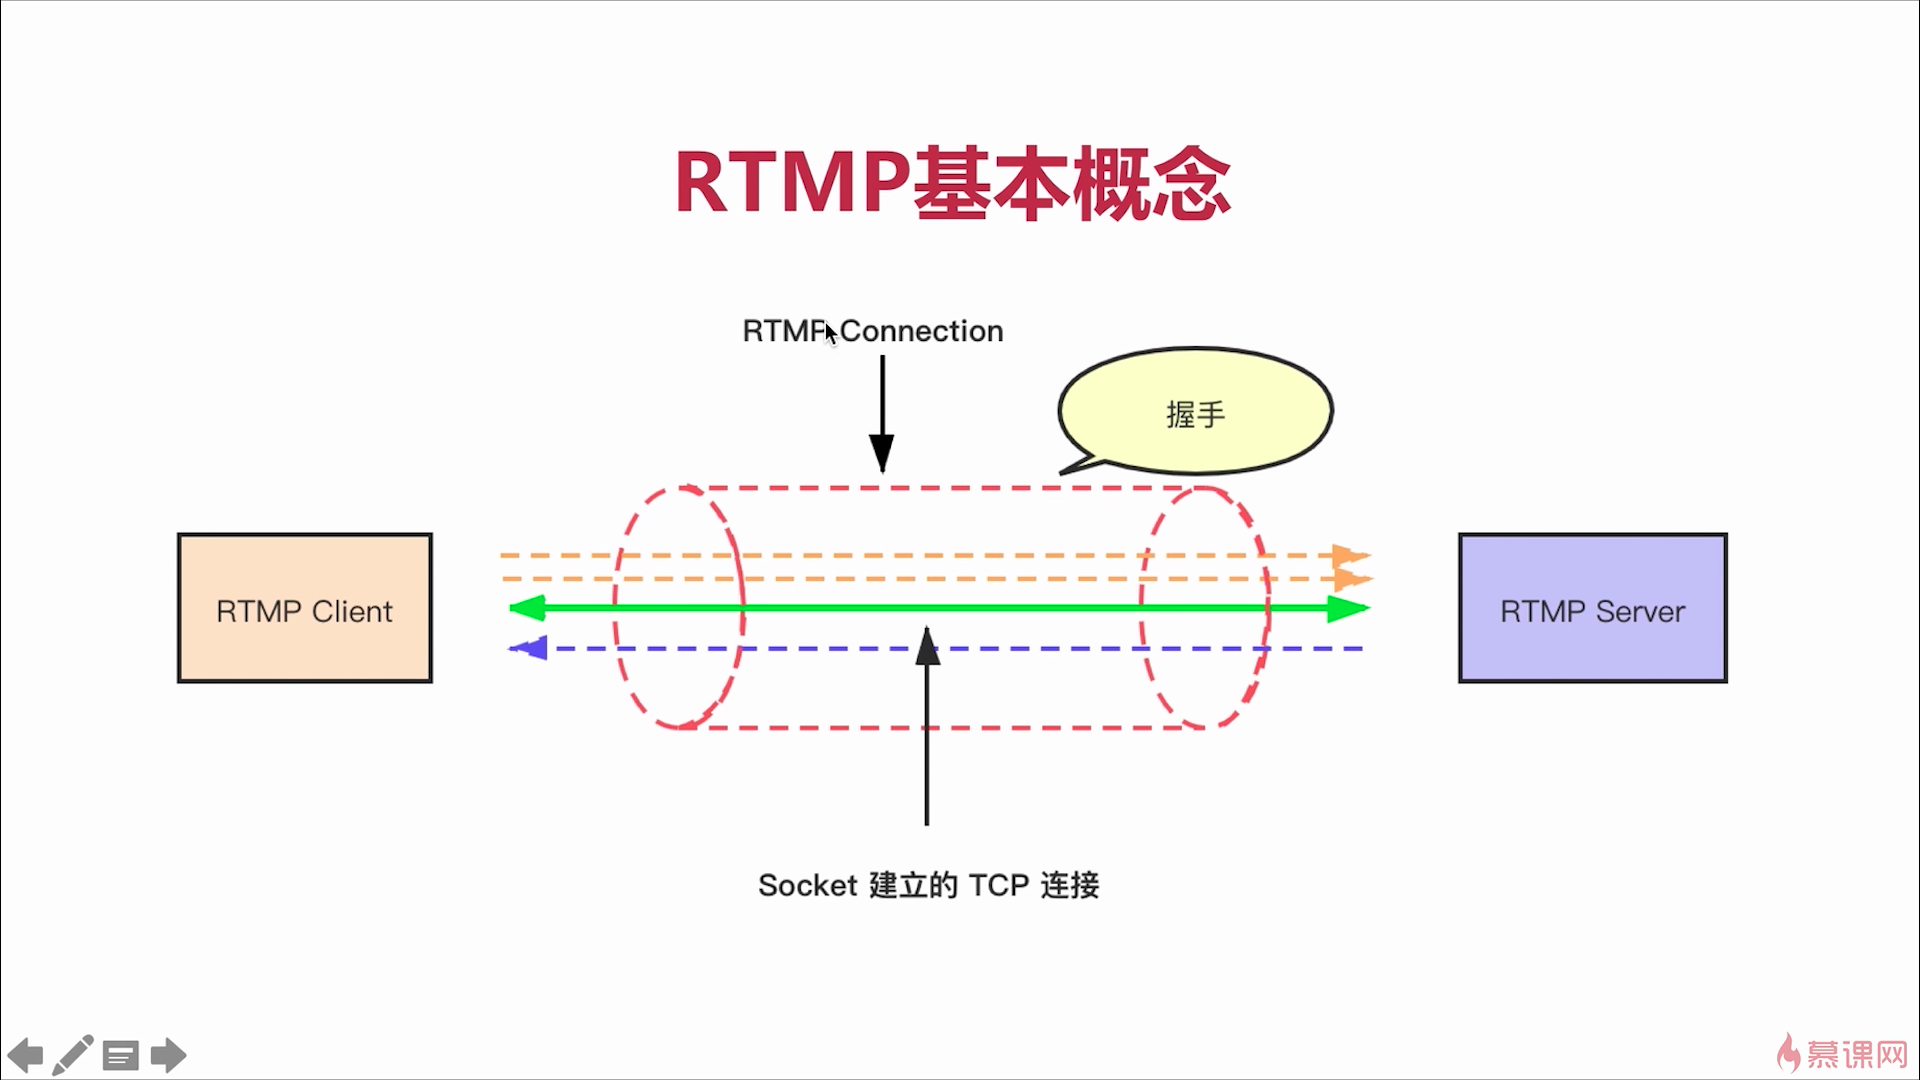 RTMP基本概念
RTMP Connection
握手
RTMP Client
RTMP Server
Socket 建立的 TCP 连接
慕课网